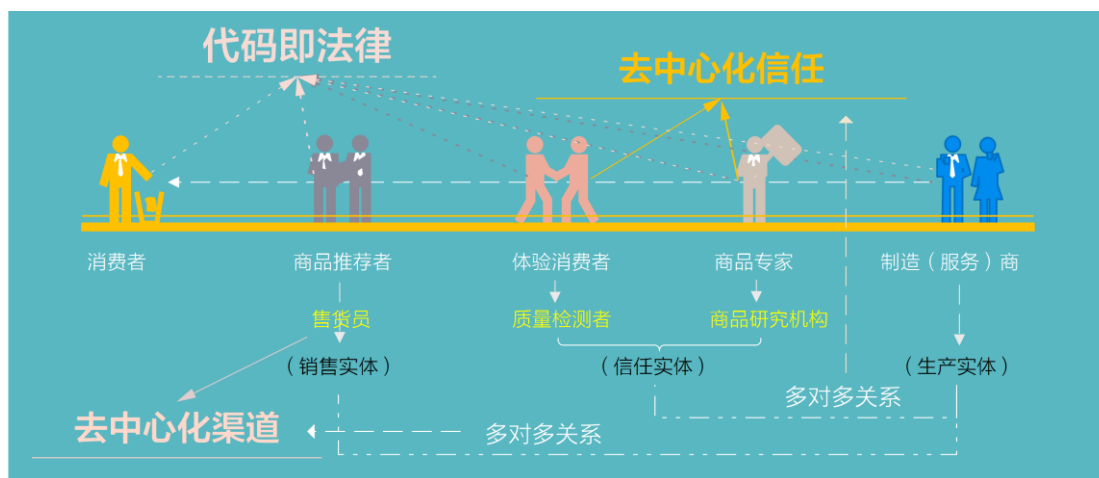 代码即法律
去中心化信任
消费者
商品推荐者
体验消费者
商品专家
制造（服务）商
售货员
质量检测者
商品研究机构
（销售实体）
（信任实体）
（生产实体）
多对多关系
去中心化渠道
多对多关系